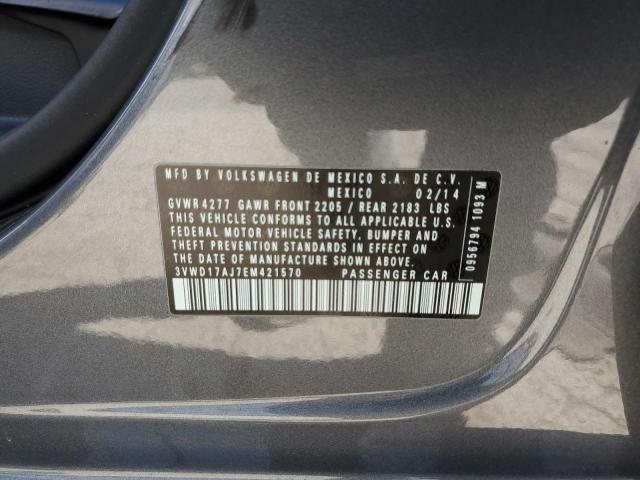 MFD BY VOLKSWAGEN DE MEXICO S.A. DE C.V.
MEXICO 02/14
GVWR 4277 GAWR FRONT 2205 / REAR 2183 LBS
THIS VEHICLE CONFORMS TO ALL APPLICABLE
FEDERAL MOTOR VEHICLE SAFETY, BUMPER AND
THEFT PREVENTION STANDARDS IN EFFECT ON
THE DATE OF MANUFACTURE SHOWN ABOVE.
3VWD17AJ7EM421570 PASSENGER CAR
0956794 1093 M